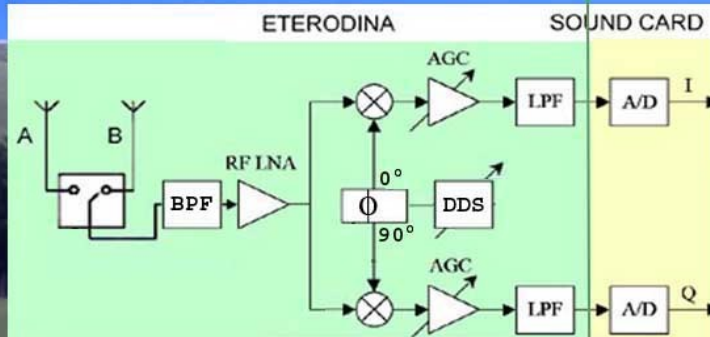 ETERODINA
SOUND CARD
A
B
BPF
RF LNA
AGC
LPF
A/D
I
0°
Φ
DDS
90°
AGC
LPF
A/D
Q